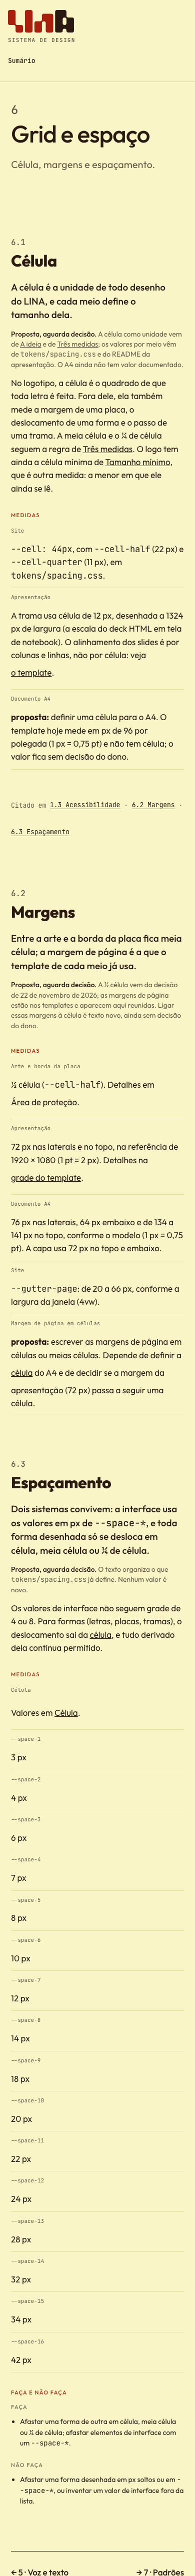 LINA
SISTEMA DE DESIGN
Sumário
6
Grid e espaço
Célula, margens e espaçamento.
6.1
Célula
A célula é a unidade de todo desenho
do LINA, e cada meio define o
tamanho dela.
Proposta, aguarda decisão. A célula como unidade vem
de A ideia e de Três medidas; os valores por meio vêm
de tokens/spacing.css e do README da
apresentação. O A4 ainda não tem valor documentado.
No logotipo, a célula é o quadrado de que
toda letra é feita. Fora dele, ela também
mede a margem de uma placa, o
deslocamento de uma forma e o passo de
uma trama. A meia célula e o ¼ de célula
seguem a regra de Três medidas. O logo tem
ainda a célula mínima de Tamanho mínimo,
que é outra medida: a menor em que ele
ainda se lê.
MEDIDAS
Site
--cell: 44px, com --cell-half (22 px) e
--cell-quarter (11 px), em
tokens/spacing.css.
Apresentação
A trama usa célula de 12 px, desenhada a 1324
px de largura (a escala do deck HTML em tela
de notebook). O alinhamento dos slides é por
colunas e linhas, não por célula: veja
o template.
Documento A4
proposta: definir uma célula para o A4. O
template hoje mede em px de 96 por
polegada (1 px = 0,75 pt) e não tem célula; o
valor fica sem decisão do dono.
Citado em 1.3 Acessibilidade · 6.2 Margens ·
6.3 Espaçamento
6.2
Margens
Entre a arte e a borda da placa fica meia
célula; a margem de página é a que o
template de cada meio já usa.
Proposta, aguarda decisão. A ½ célula vem da decisão
de 22 de novembro de 2026; as margens de página
estão nos templates e aparecem aqui reunidas. Ligar
essas margens à célula é texto novo, ainda sem decisão
do dono.
MEDIDAS
Arte e borda da placa
½ célula (--cell-half). Detalhes em
Área de proteção.
Apresentação
72 px nas laterais e no topo, na referência de
1920 × 1080 (1 pt = 2 px). Detalhes na
grade do template.
Documento A4
76 px nas laterais, 64 px embaixo e de 134 a
141 px no topo, conforme o modelo (1 px = 0,75
pt). A capa usa 72 px no topo e embaixo.
Site
--gutter-page: de 20 a 66 px, conforme a
largura da janela (4vw).
Margem de página em células
proposta: escrever as margens de página em
células ou meias células. Depende de definir a
célula do A4 e de decidir se a margem da
apresentação (72 px) passa a seguir uma
célula.
6.3
Espaçamento
Dois sistemas convivem: a interface usa
os valores em px de --space-*, e toda
forma desenhada só se desloca em
célula, meia célula ou ¼ de célula.
Proposta, aguarda decisão. O texto organiza o que
tokens/spacing.css já define. Nenhum valor é
novo.
Os valores de interface não seguem grade de
4 ou 8. Para formas (letras, placas, tramas), o
deslocamento sai da célula, e tudo derivado
dela continua permitido.
MEDIDAS
Célula
Valores em Célula.
--space-1
3 px
--space-2
4 px
--space-3
6 px
--space-4
7 px
--space-5
8 px
--space-6
10 px
--space-7
12 px
--space-8
14 px
--space-9
18 px
--space-10
20 px
--space-11
22 px
--space-12
24 px
--space-13
28 px
--space-14
32 px
--space-15
34 px
--space-16
42 px
FAÇA E NÃO FAÇA
FAÇA
• Afastar uma forma de outra em célula, meia célula
ou ¼ de célula; afastar elementos de interface com
um --space-*.
NÃO FAÇA
• Afastar uma forma desenhada em px soltos ou em -
-space-*, ou inventar um valor de interface fora da
lista.
← 5 · Voz e texto
→ 7 · Padrões